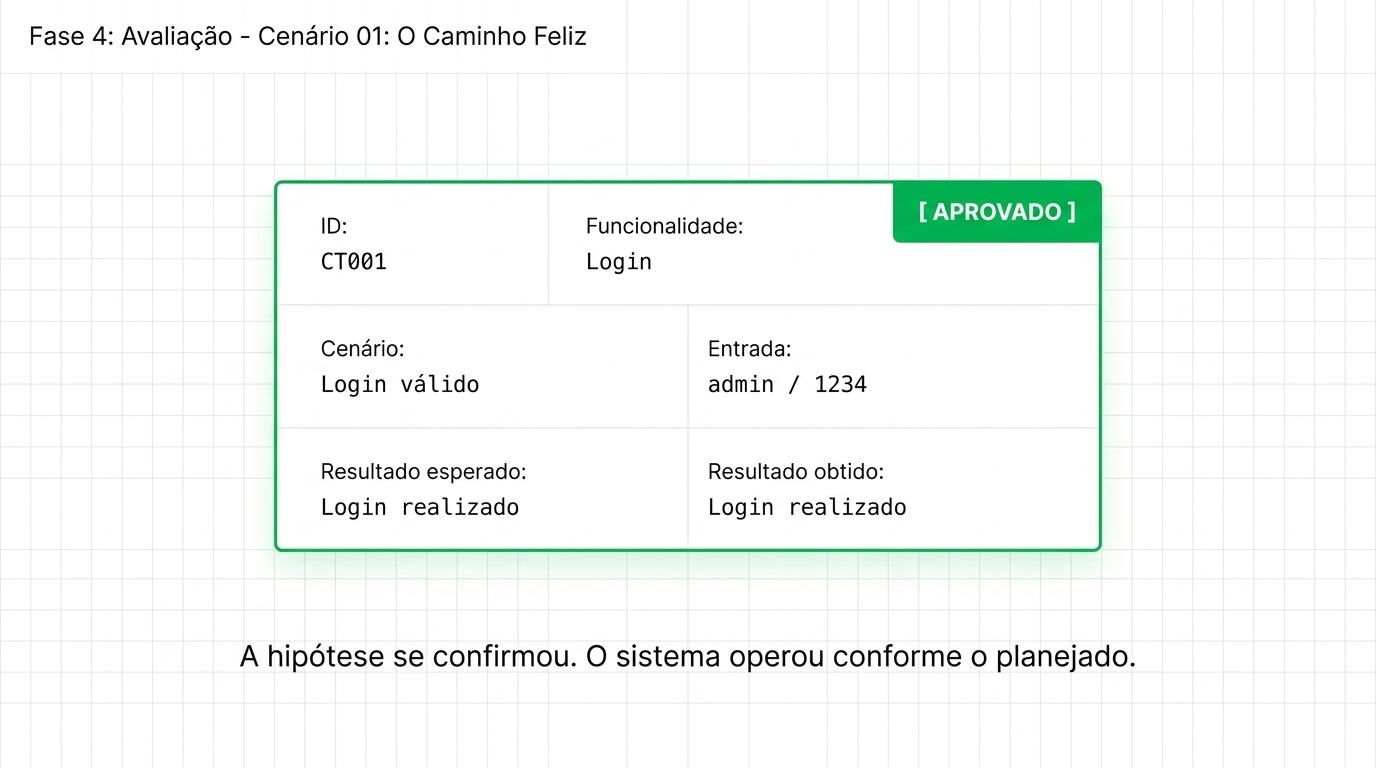 Fase 4: Avaliação - Cenário 01: O Caminho Feliz
[ APROVADO ]
ID:
CT001
Funcionalidade:
Login
Cenário:
Login válido
Entrada:
admin / 1234
Resultado esperado:
Login realizado
Resultado obtido:
Login realizado
A hipótese se confirmou. O sistema operou conforme o planejado.